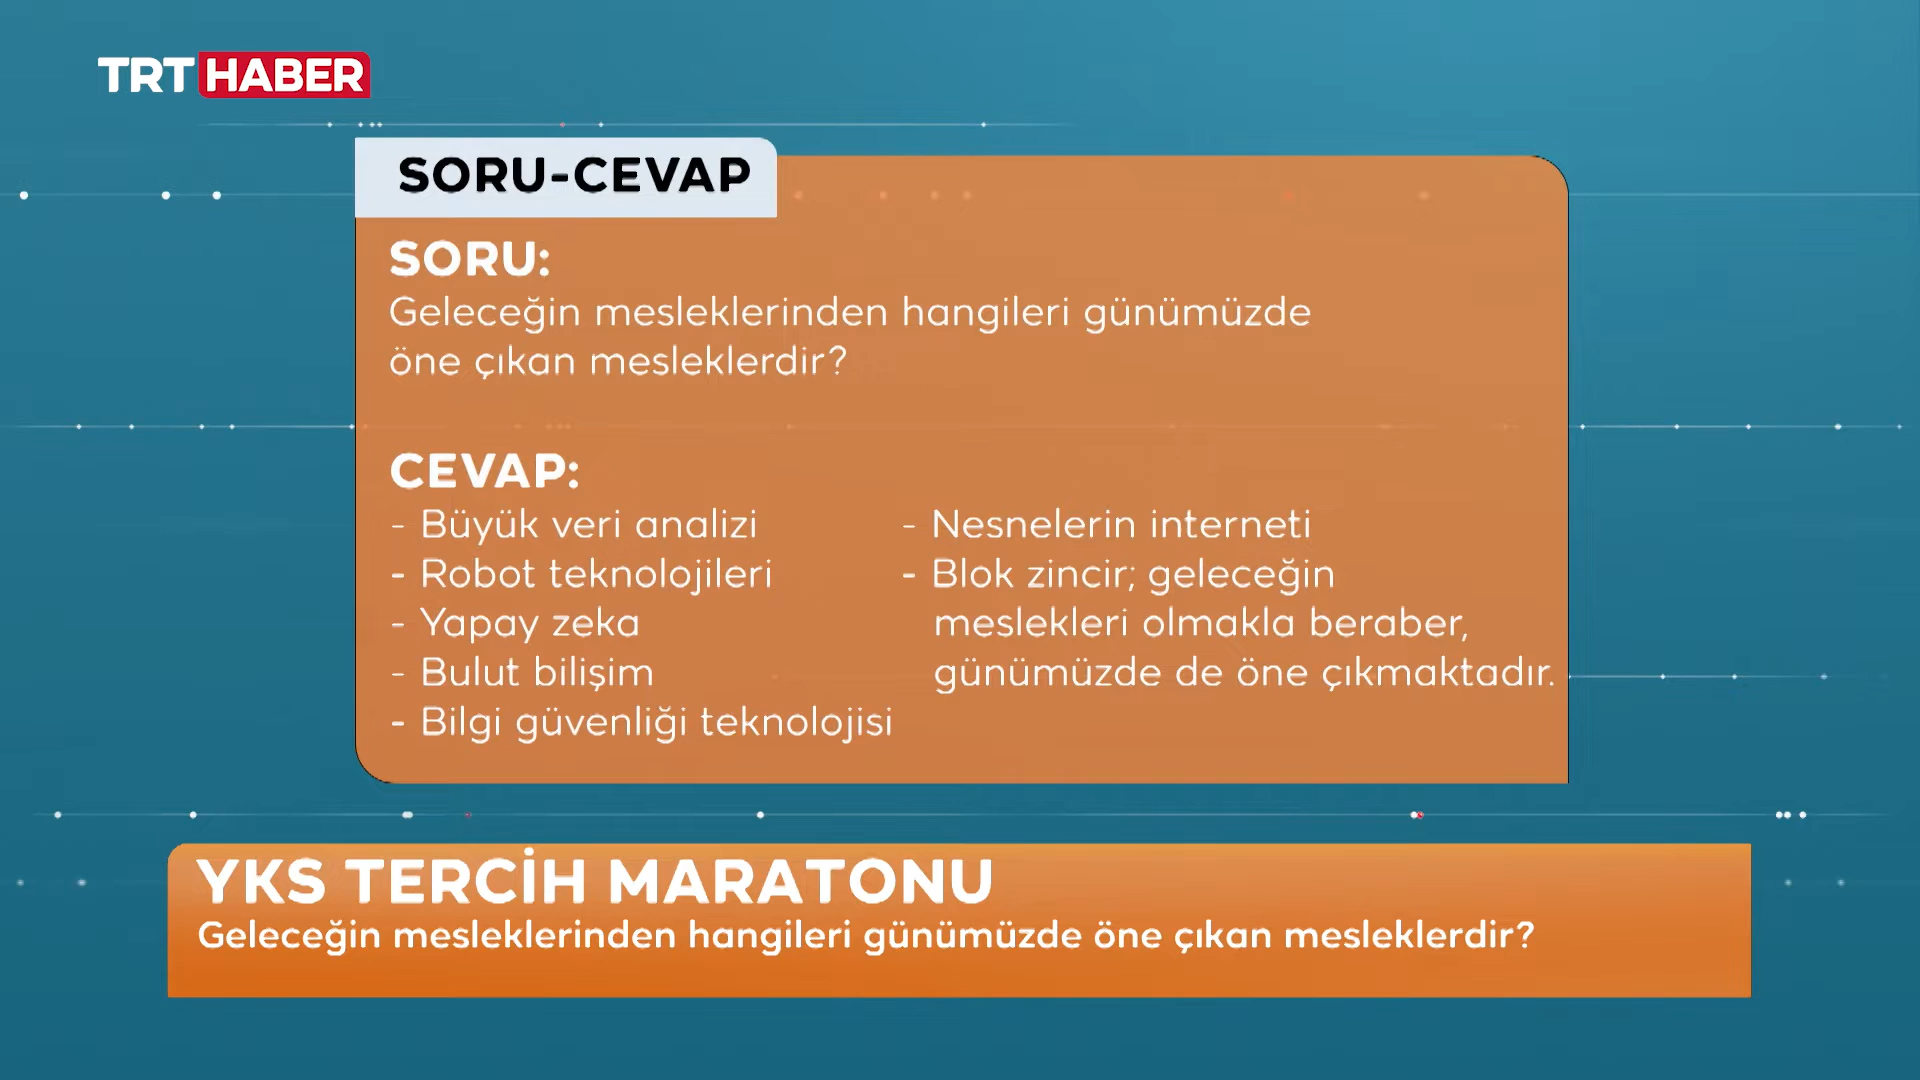 TRT HABER
SORU-CEVAP
SORU:
Geleceğin mesleklerinden hangileri günümüzde
öne çıkan mesleklerdir?
CEVAP:
- Büyük veri analizi
- Robot teknolojileri
- Yapay zeka
- Bulut bilişim
- Bilgi güvenliği teknolojisi
- Nesnelerin interneti
- Blok zincir; geleceğin
meslekleri olmakla beraber,
günümüzde de öne çıkmaktadır.
YKS TERCİH MARATONU
Geleceğin mesleklerinden hangileri günümüzde öne çıkan mesleklerdir?